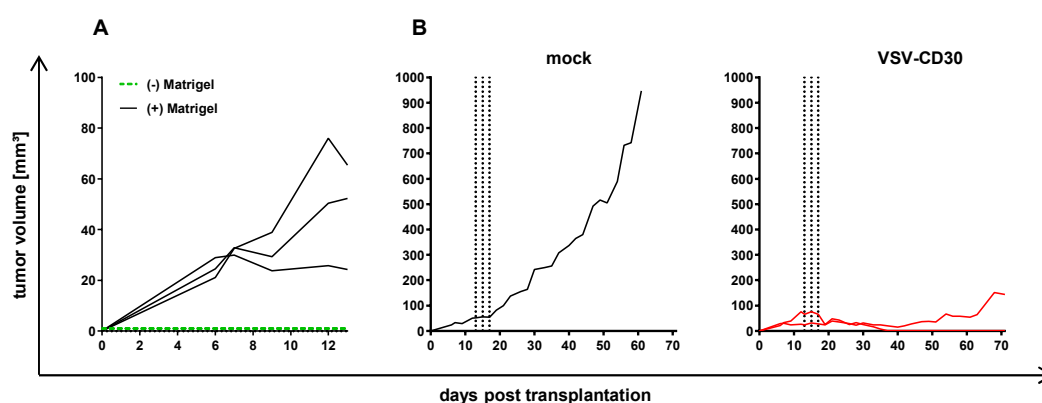 A
B
mock
VSV-CD30
(-) Matrigel
(+) Matrigel
tumor volume [mm³]
100
80
60
40
20
0
0 2 4 6 8 10 12
1000
900
800
700
600
500
400
300
200
100
0
0 10 20 30 40 50 60 70
1000
900
800
700
600
500
400
300
200
100
0
0 10 20 30 40 50 60 70
days post transplantation